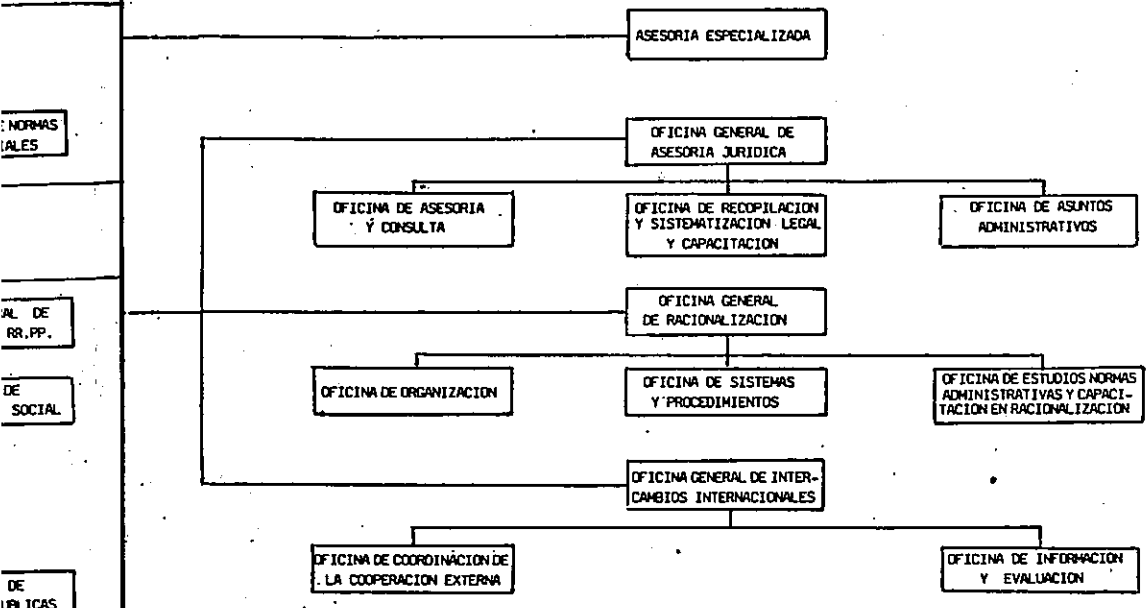 ASESORIA ESPECIALIZADA
NORMAS
IALES
OFICINA GENERAL DE
ASESORIA JURIDICA
OFICINA DE ASESORIA
Y CONSULTA
OFICINA DE RECOPILACION
Y SISTEMATIZACION LEGAL
Y CAPACITACION
OFICINA DE ASUNTOS
ADMINISTRATIVOS
AL DE
RR.PP.
OFICINA GENERAL
DE RACIONALIZACION
DE
SOCIAL
OFICINA DE ORGANIZACION
OFICINA DE SISTEMAS
Y PROCEDIMIENTOS
OFICINA DE ESTUDIOS NORMAS
ADMINISTRATIVAS Y CAPACI-
TACION EN RACIONALIZACION
OFICINA GENERAL DE INTER-
CAMBIOS INTERNACIONALES
OFICINA DE COORDINACION DE
LA COOPERACION EXTERNA
OFICINA DE INFORMACION
Y EVALUACION
DE
UBLICAS